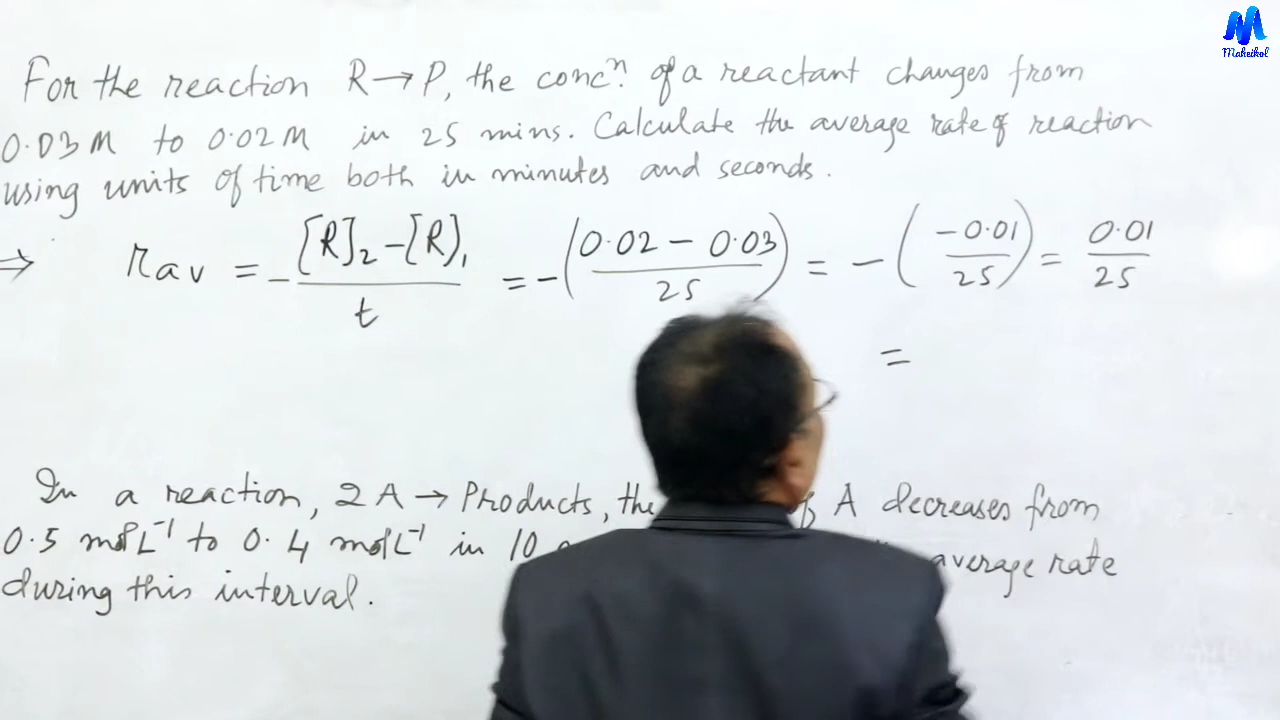 Maheikol
For the reaction R → P, the concⁿ. of a reactant changes from
0.03M to 0.02M in 25 mins. Calculate the average rate of reaction
using units of time both in minutes and seconds.
⇒ rav = - [R]₂ - [R]₁ / t = - (0.02 - 0.03 / 25) = - (-0.01 / 25) = 0.01 / 25
=
In a reaction, 2A → Products, the of A decreases from
0.5 mol L⁻¹ to 0.4 mol L⁻¹ in 10 average rate
during this interval.